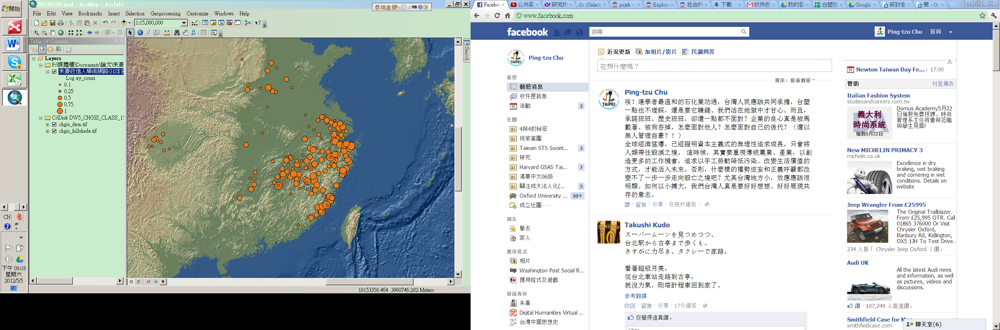 開始
20120510.mxd - ArcMap - ArcInfo
泰瑞倉頡
File Edit View Bookmarks Insert Selection Geoprocessing Customize Windows Help
1:15,000,000
Table Of Contents
Search
Layers
F:\媒體櫃\Documents\論文\朱熹
朱熹收信人學術網路GIS$ E
Log xy_count
0.1
0.25
0.5
0.75
1
C:\Disk D\V5_CHGIS_CLASS_15
chgis_dem.tif
chgis_hillshade.tif
CH
下午 08:18
星期六
2012/5/5
19153358.464 3960746.282 Meters
Facebo
公共電
研究所
{Select
pajek -
Explora
社会网
下載
收件匣
我的雲
台塑控
Google
研討會
要 - Go
www.facebook.com
facebook
搜尋
Ping-tzu Chu
首頁
TAIPEI
Ping-tzu Chu
最愛
動態消息
收件匣訊息
活動 2
社團
4與4的秘密
祝笨蛋團
Taiwan STS Societ... 3
研究
Harvard GSAS Tai... 7
清華中文06級
關注成大法人化(... 5
Oxford University ... 20+
成立社團……
朋友
摯友
家人
應用程式
相片
Washington Post Social R...
應用程式及遊戲
粉絲專頁
朱熹
Digital Humanities Virtual ...
台灣中國思想史
近況更新 加相片/影片 民調問答
在想什麼嗎？
排序：最新動態
TAIPEI
Ping-tzu Chu
唉！連學者最溫和的石化業功過，台灣人民應該共同承擔，台塑
一點也不理睬，還是要它賺錢、我們活在地獄中才甘心。而且，
承諾班班、歷史班班，卻還一點都不面對？企業的良心真是被馬
載著、被狗吞掉，怎麼面對他人？怎麼面對自己的後代？（還以
無人管理自豪？！）
全球經濟猛爆，已經證明資本主義式的無理性追求成長，只會將
人類帶往毀滅之境。 這時候，其實要重視傳統農業、產業，以創
造更多的工作機會，追求以手工勞動降低污染、改變生活價值的
方式，才能活入未來。否則，什麼樣的權勢逆妄和正義呼籲都改
變不了一步一步走向毀亡之境吧？尤其台灣地方小，效應應該很
明顯。如何以小搏大，我們台灣人真是要好好想想、好好展現共
存的意志。
讚 · 留言 · 分享 · 在幾秒鐘前 ·
10
Takushi Kudo
スーパームーンを見つめつつ、
台北駅から古亭まで歩くも、
さすがに力尽き、タクシーで家路。
看著超級月亮，
從台北車站走路到古亭，
就沒力氣，剛塔計程車回到家了。
參考翻譯
收回 · 留言 · 分享 · 17分鐘前 ·
你覺得這真讚。
Newton Taiwan Day Fe...： 17:00
贊助 刊登廣告
Italian Fashion System
studiesandcareers.com.tw
義大利
時尚系統
倫敦5月22日
Domus Academy5月22
日倫敦免費授課，時尚
管理系主任將會與蒞臨
與學生見面!
New MICHELIN PRIMACY 3
michelin.co.uk
Excellence in dry
braking, wet braking
and cornering in wet
conditions. Details on
website
Jeep Wrangler From £25995
The Original Trailblazer.
From £25,995 OTR. Call
01865 376000 Or Visit
Chrysler Oxford,
Banbury Rd, Kidlington,
OX5 1JH To Test Drive.
234 人說「 Chrysler Jeep Oxford 」讚。
Audi UK
All the latest Audi news
and information, as well
as pictures, videos and
discussions.
讚 · 107,249 人說這讚。
Smithfield Case for Man
smithfieldcase.com
聊天室(6)